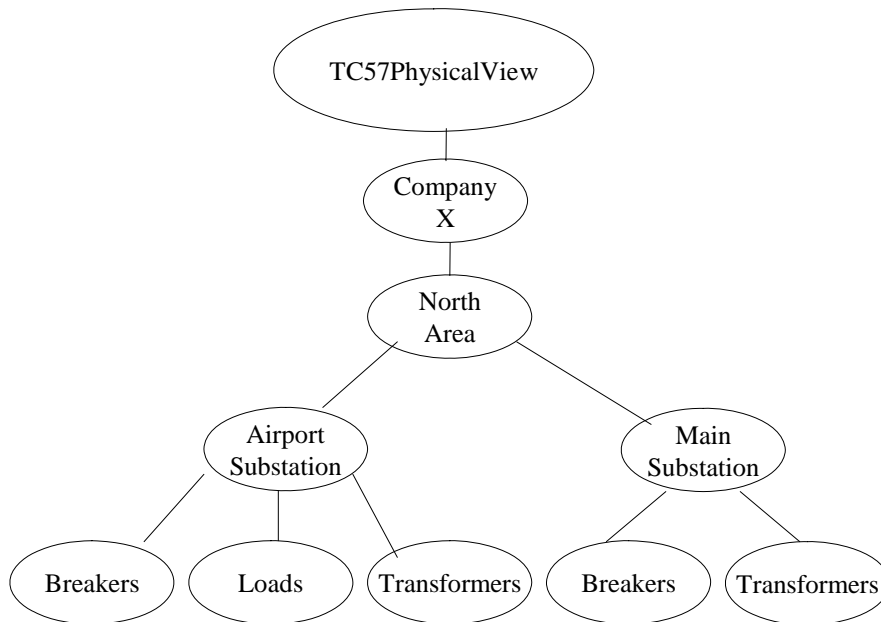 TC57PhysicalView
Company
X
North
Area
Airport
Substation
Main
Substation
Breakers
Loads
Transformers
Breakers
Transformers